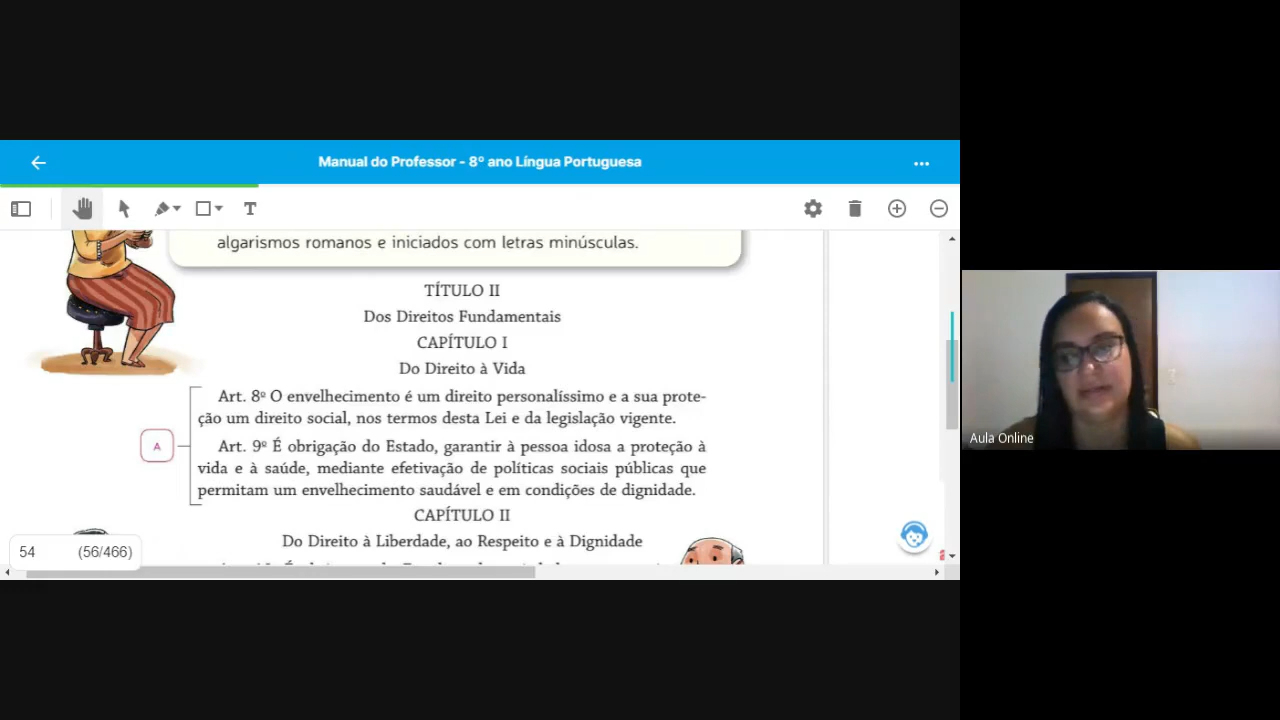 Manual do Professor - 8º ano Língua Portuguesa
T
algarismos romanos e iniciados com letras minúsculas.
TÍTULO II
Dos Direitos Fundamentais
CAPÍTULO I
Do Direito à Vida
Art. 8º O envelhecimento é um direito personalíssimo e a sua prote-
ção um direito social, nos termos desta Lei e da legislação vigente.
A
Art. 9º É obrigação do Estado, garantir à pessoa idosa a proteção à
vida e à saúde, mediante efetivação de políticas sociais públicas que
permitam um envelhecimento saudável e em condições de dignidade.
CAPÍTULO II
Do Direito à Liberdade, ao Respeito e à Dignidade
54 (56/466)
Aula Online